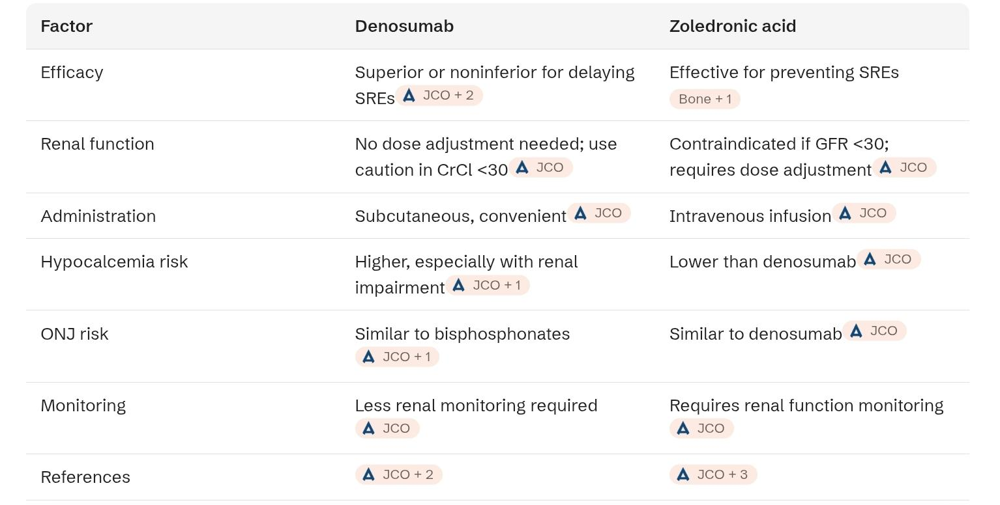 Factor Denosumab Zoledronic acid
Efficacy Superior or noninferior for delaying Effective for preventing SREs
SREs JCO + 2 Bone + 1
Renal function No dose adjustment needed; use Contraindicated if GFR <30;
caution in CrCl <30 JCO requires dose adjustment JCO
Administration Subcutaneous, convenient JCO Intravenous infusion JCO
Hypocalcemia risk Higher, especially with renal Lower than denosumab JCO
impairment JCO + 1
ONJ risk Similar to bisphosphonates Similar to denosumab JCO
JCO + 1
Monitoring Less renal monitoring required Requires renal function monitoring
JCO JCO
References JCO + 2 JCO + 3